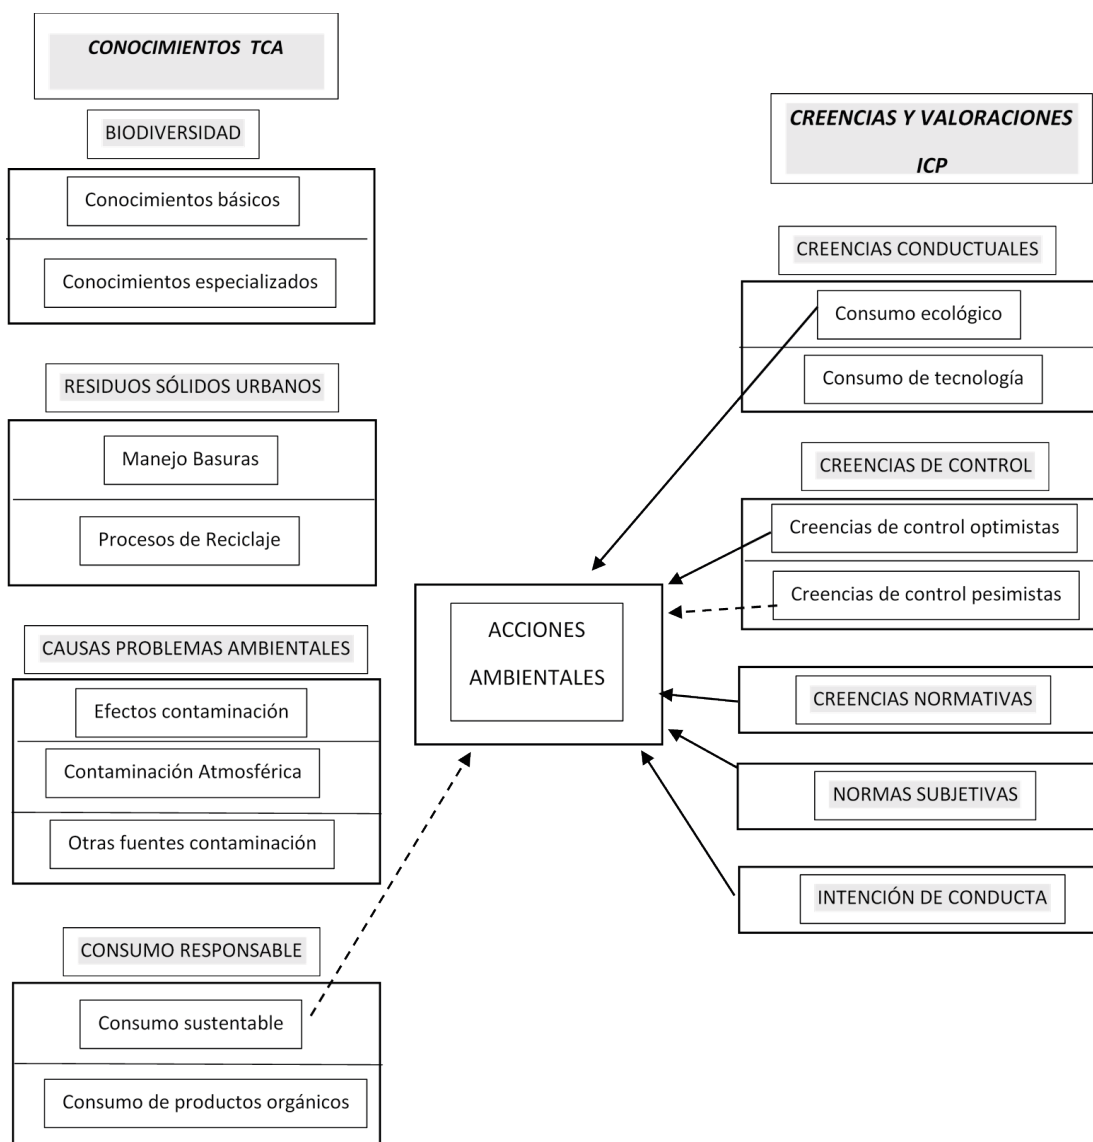 CONOCIMIENTOS TCA
BIODIVERSIDAD
Conocimientos básicos
Conocimientos especializados
RESIDUOS SÓLIDOS URBANOS
Manejo Basuras
Procesos de Reciclaje
CAUSAS PROBLEMAS AMBIENTALES
Efectos contaminación
Contaminación Atmosférica
Otras fuentes contaminación
CONSUMO RESPONSABLE
Consumo sustentable
Consumo de productos orgánicos
ACCIONES
AMBIENTALES
CREENCIAS Y VALORACIONES
ICP
CREENCIAS CONDUCTUALES
Consumo ecológico
Consumo de tecnología
CREENCIAS DE CONTROL
Creencias de control optimistas
Creencias de control pesimistas
CREENCIAS NORMATIVAS
NORMAS SUBJETIVAS
INTENCIÓN DE CONDUCTA